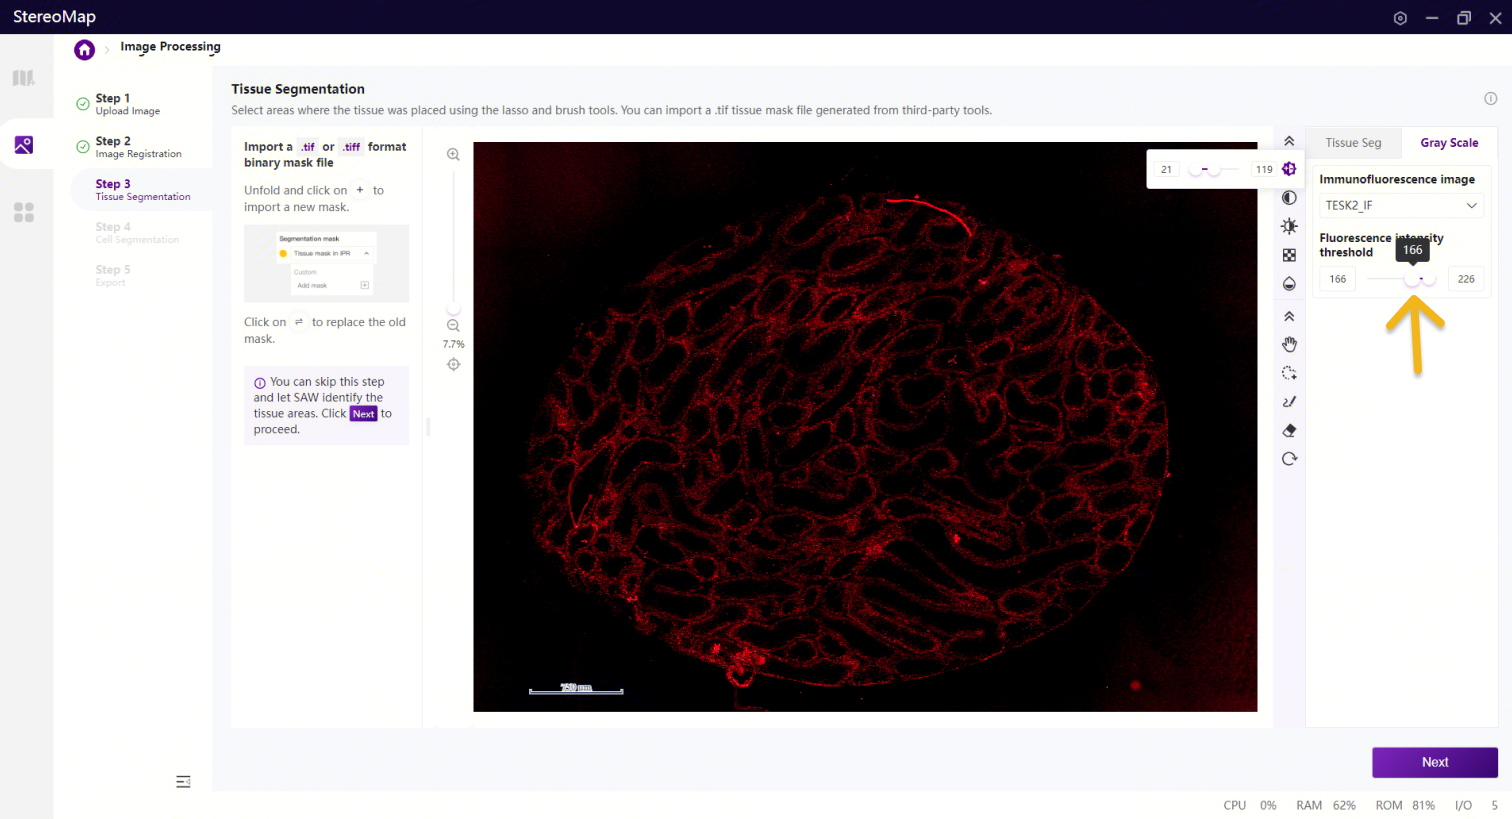 StereoMap
Image Processing
Step 1
Upload Image
Step 2
Image Registration
Step 3
Tissue Segmentation
Step 4
Cell Segmentation
Step 5
Export
Tissue Segmentation
Select areas where the tissue was placed using the lasso and brush tools. You can import a .tif tissue mask file generated from third-party tools.
Import a .tif or .tiff format
binary mask file
Unfold and click on + to
import a new mask.
Segmentation mask
Tissue mask in IPR
Custom
Add mask
Click on ⇌ to replace the old
mask.
You can skip this step
and let SAW identify the
tissue areas. Click Next to
proceed.
7.7%
750 μm
21 119
Tissue Seg Gray Scale
Immunofluorescence image
TESK2_IF
Fluorescence intensity
threshold
166
166 226
Next
CPU 0% RAM 62% ROM 81% I/O 5